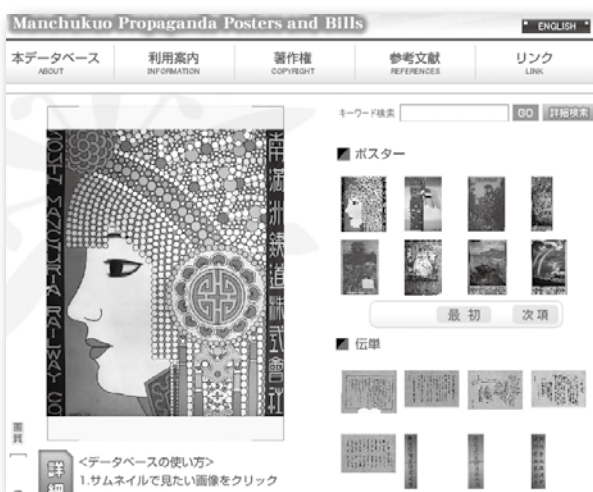 Manchukuo Propaganda Posters and Bills
ENGLISH
本データベース
ABOUT
利用案内
INFORMATION
著作権
COPYRIGHT
参考文献
REFERENCES
リンク
LINK
キーワード検索
GO
詳細検索
SOUTH MANCHURIA RAILWAY CO
南満洲鉄道株式會社
ポスター
最初
次項
伝単
画質
詳細
<データベースの使い方>
1.サムネイルで見たい画像をクリック